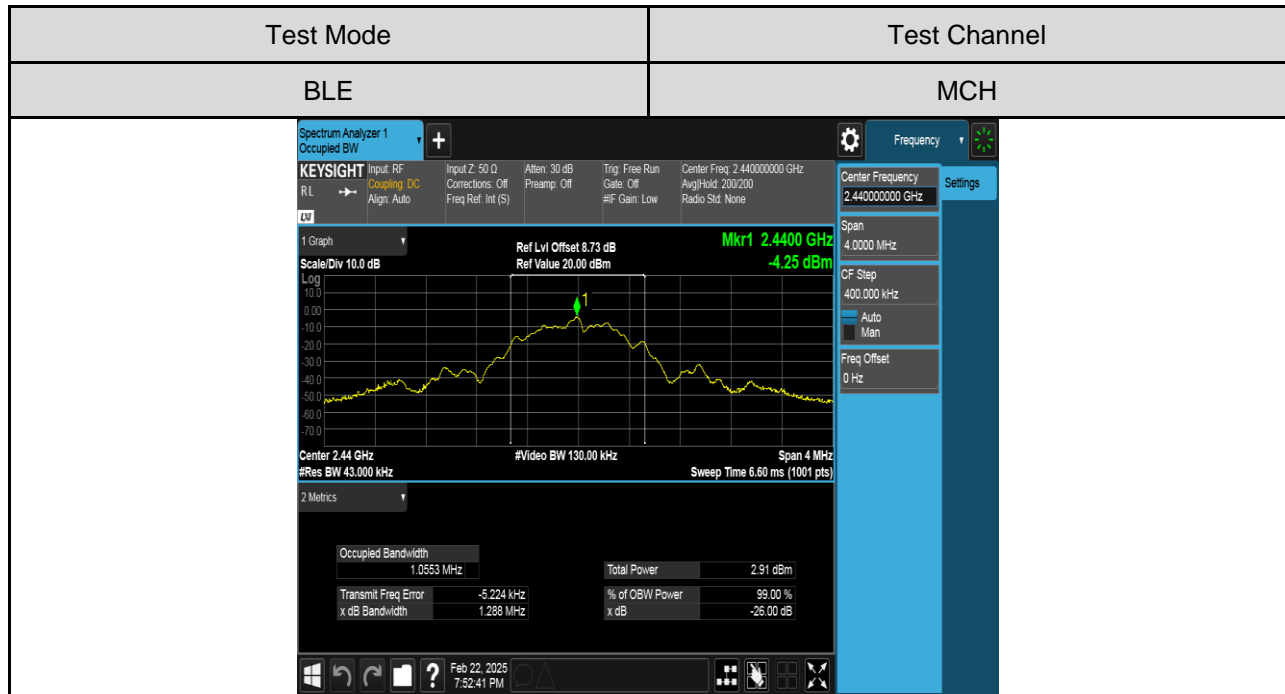 Test Mode
Test Channel
BLE
MCH
Spectrum Analyzer 1
Occupied BW
+
Frequency
KEYSIGHT
RL
LXI
Input: RF
Coupling: DC
Align: Auto
Input Z: 50 Ω
Corrections: Off
Freq Ref: Int (S)
Atten: 30 dB
Preamp: Off
Trig: Free Run
Gate: Off
#IF Gain: Low
Center Freq: 2.440000000 GHz
Avg|Hold: 200/200
Radio Std: None
Center Frequency
2.440000000 GHz
Settings
Span
4.0000 MHz
CF Step
400.000 kHz
Auto
Man
Freq Offset
0 Hz
1 Graph
Scale/Div 10.0 dB
Ref Lvl Offset 8.73 dB
Ref Value 20.00 dBm
Mkr1 2.4400 GHz
-4.25 dBm
Log
10.0
0.00
-10.0
-20.0
-30.0
-40.0
-50.0
-60.0
-70.0
1
Center 2.44 GHz
#Res BW 43.000 kHz
#Video BW 130.00 kHz
Span 4 MHz
Sweep Time 6.60 ms (1001 pts)
2 Metrics
Occupied Bandwidth
1.0553 MHz
Total Power 2.91 dBm
Transmit Freq Error -5.224 kHz
% of OBW Power 99.00 %
x dB Bandwidth 1.288 MHz
x dB -26.00 dB
?
Feb 22, 2025
7:52:41 PM